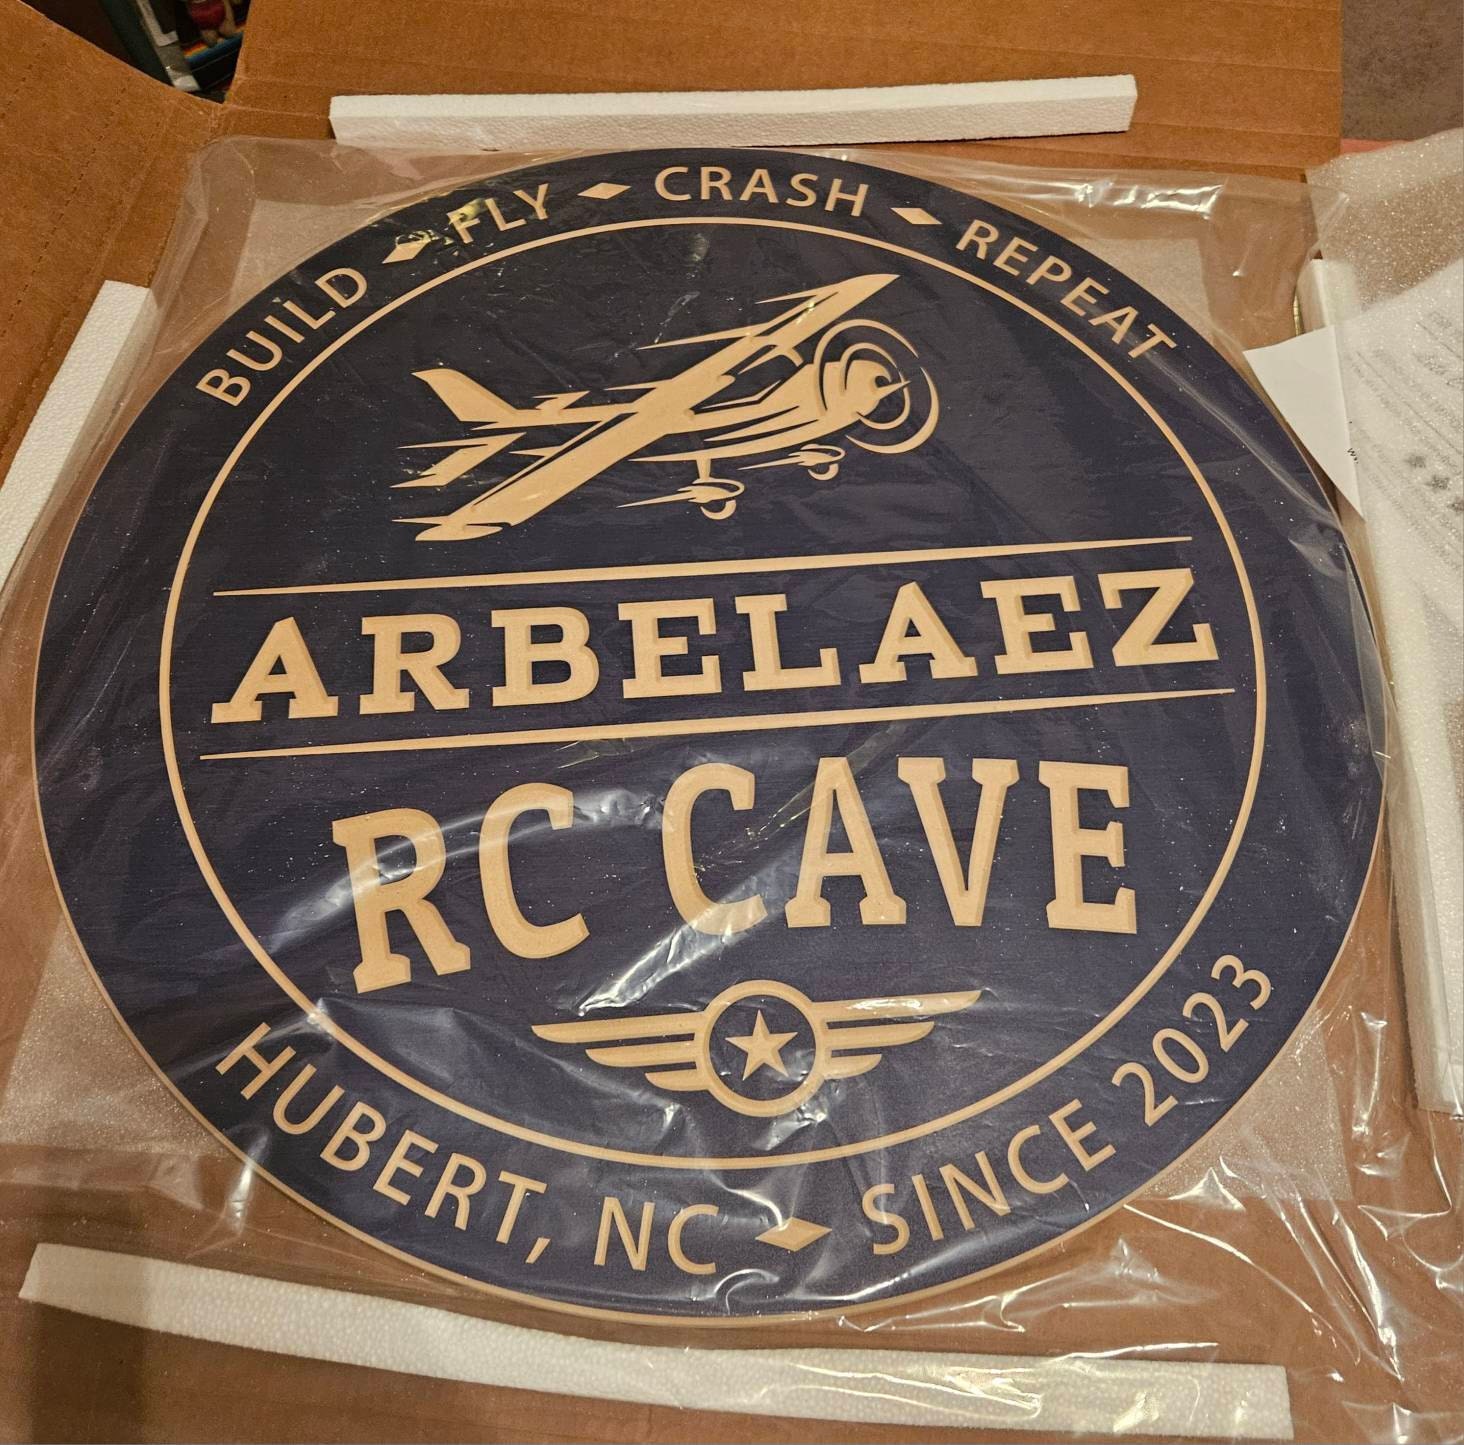 BUILD ♦ FLY ♦ CRASH ♦ REPEAT
ARBELAEZ
RC CAVE
HUBERT, NC ♦ SINCE 2023